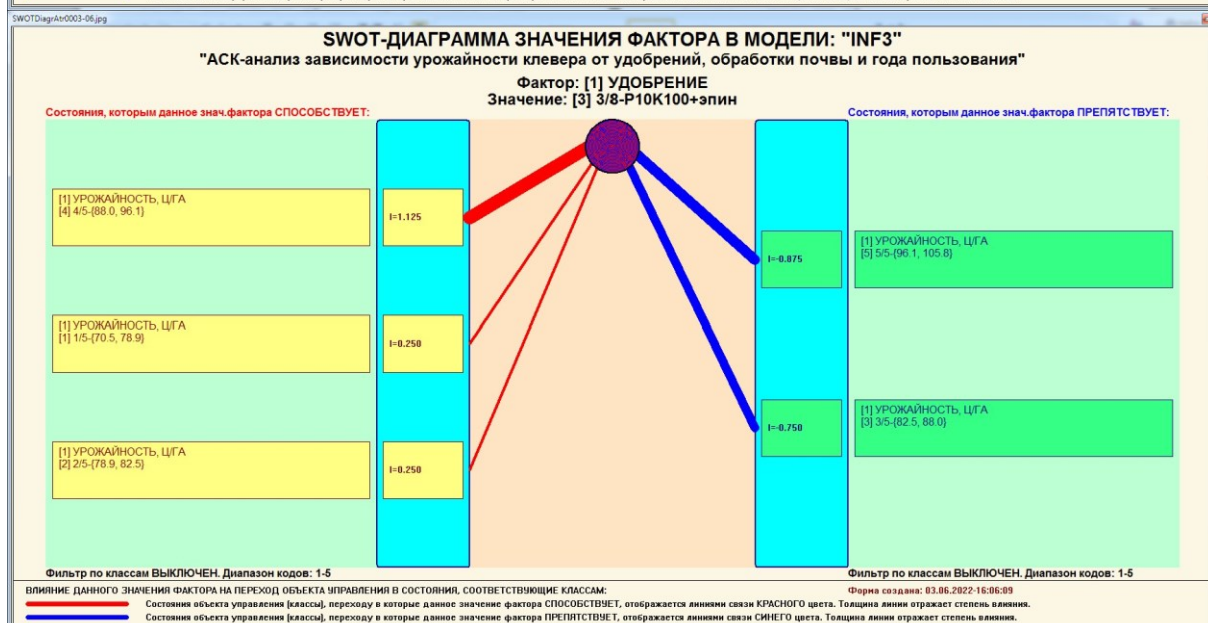 SWOTDiagrAtr0003-06.jpg
SWOT-ДИАГРАММА ЗНАЧЕНИЯ ФАКТОРА В МОДЕЛИ: "INF3"
"АСК-анализ зависимости урожайности клевера от удобрений, обработки почвы и года пользования"
Фактор: [1] УДОБРЕНИЕ
Значение: [3] 3/8-P10K100+эпин
Состояния, которым данное знач.фактора СПОСОБСТВУЕТ:
Состояния, которым данное знач.фактора ПРЕПЯТСТВУЕТ:
[1] УРОЖАЙНОСТЬ, Ц/ГА
[4] 4/5-{88.0, 96.1}
I=1.125
[1] УРОЖАЙНОСТЬ, Ц/ГА
[1] 1/5-{70.5, 78.9}
I=0.250
[1] УРОЖАЙНОСТЬ, Ц/ГА
[2] 2/5-{78.9, 82.5}
I=0.250
I=-0.875
[1] УРОЖАЙНОСТЬ, Ц/ГА
[5] 5/5-{96.1, 105.8}
I=-0.750
[1] УРОЖАЙНОСТЬ, Ц/ГА
[3] 3/5-{82.5, 88.0}
Фильтр по классам ВЫКЛЮЧЕН. Диапазон кодов: 1-5
Фильтр по классам ВЫКЛЮЧЕН. Диапазон кодов: 1-5
ВЛИЯНИЕ ДАННОГО ЗНАЧЕНИЯ ФАКТОРА НА ПЕРЕХОД ОБЪЕКТА УПРАВЛЕНИЯ В СОСТОЯНИЯ, СООТВЕТСТВУЮЩИЕ КЛАССАМ:
Форма создана: 03.06.2022-16:06:09
Состояния объекта управления [классы], переходу в которые данное значение фактора СПОСОБСТВУЕТ, отображается линиями связи КРАСНОГО цвета. Толщина линии отражает степень влияния.
Состояния объекта управления [классы], переходу в которые данное значение фактора ПРЕПЯТСТВУЕТ, отображается линиями связи СИНЕГО цвета. Толщина линии отражает степень влияния.